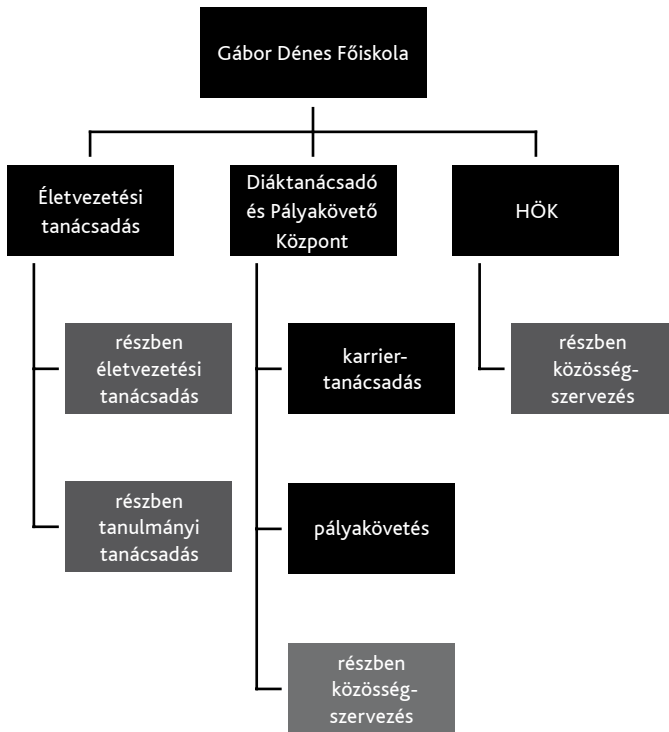 Gábor Dénes Főiskola
Életvezetési
tanácsadás
Diáktanácsadó
és Pályakövető
Központ
HÖK
részben
életvezetési
tanácsadás
karrier-
tanácsadás
részben
közösség-
szervezés
részben
tanulmányi
tanácsadás
pályakövetés
részben
közösség-
szervezés